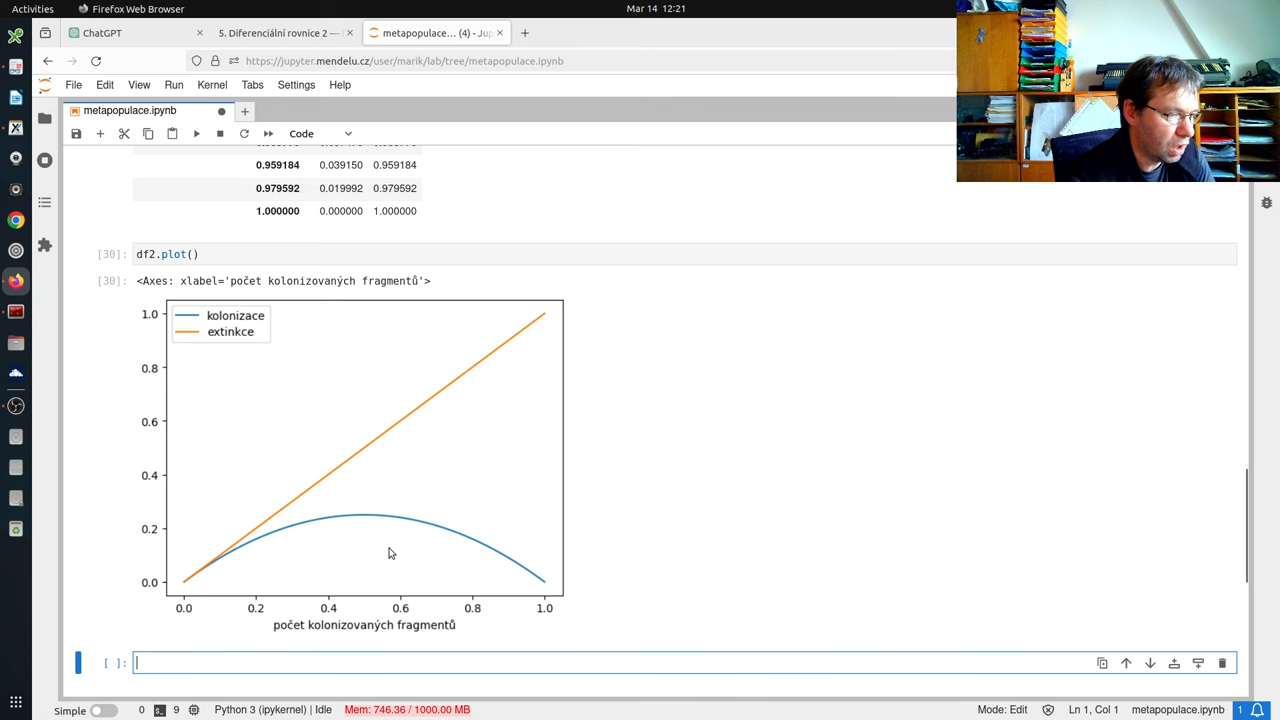 Activities
Firefox Web Browser
Mar 14 12:21
ChatGPT
5. Diferenciální rovnice 2 —
metapopulace… (4) - Jup
https://jupyter.mendelu.cz/user/marik/lab/tree/metapopulace.ipynb
File Edit View Run Kernel Tabs Settings Help
metapopulace.ipynb
Code
0.959184 0.039150 0.959184
0.979592 0.019992 0.979592
1.000000 0.000000 1.000000
[30]: df2.plot()
[30]: <Axes: xlabel='počet kolonizovaných fragmentů'>
kolonizace
extinkce
1.0
0.8
0.6
0.4
0.2
0.0
0.0 0.2 0.4 0.6 0.8 1.0
počet kolonizovaných fragmentů
[ ]:
Simple 0 9 Python 3 (ipykernel) | Idle Mem: 746.36 / 1000.00 MB Mode: Edit Ln 1, Col 1 metapopulace.ipynb 1